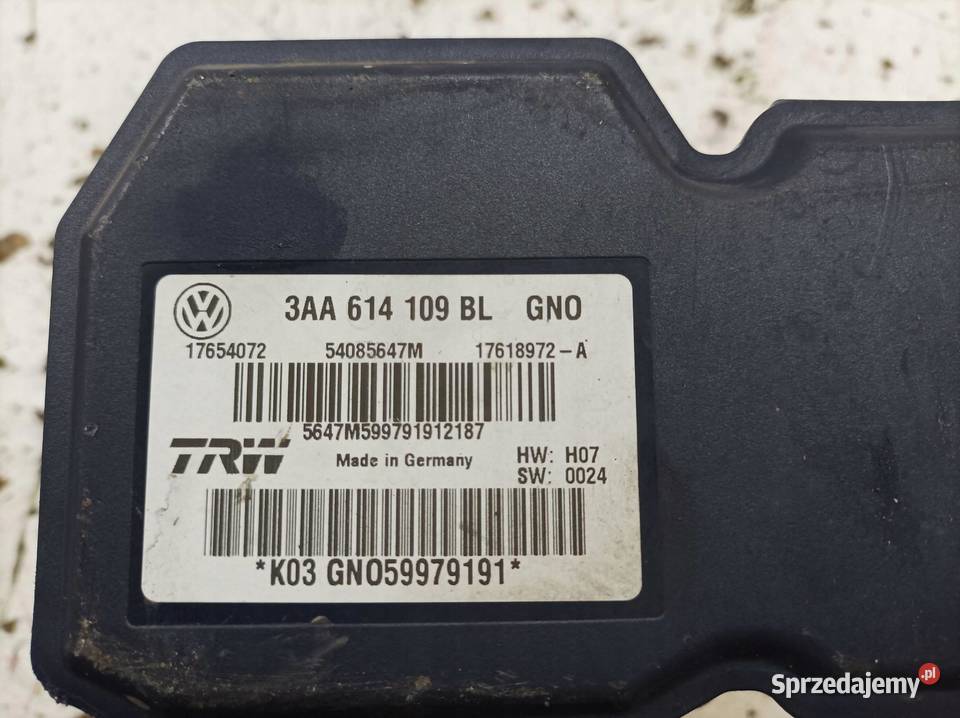 3AA 614 109 BL GNO
17654072 54085647M 17618972-A
5647M599791912187
TRW Made in Germany HW: H07
SW: 0024
*K03 GNO59979191*
Sprzedajemy.pl